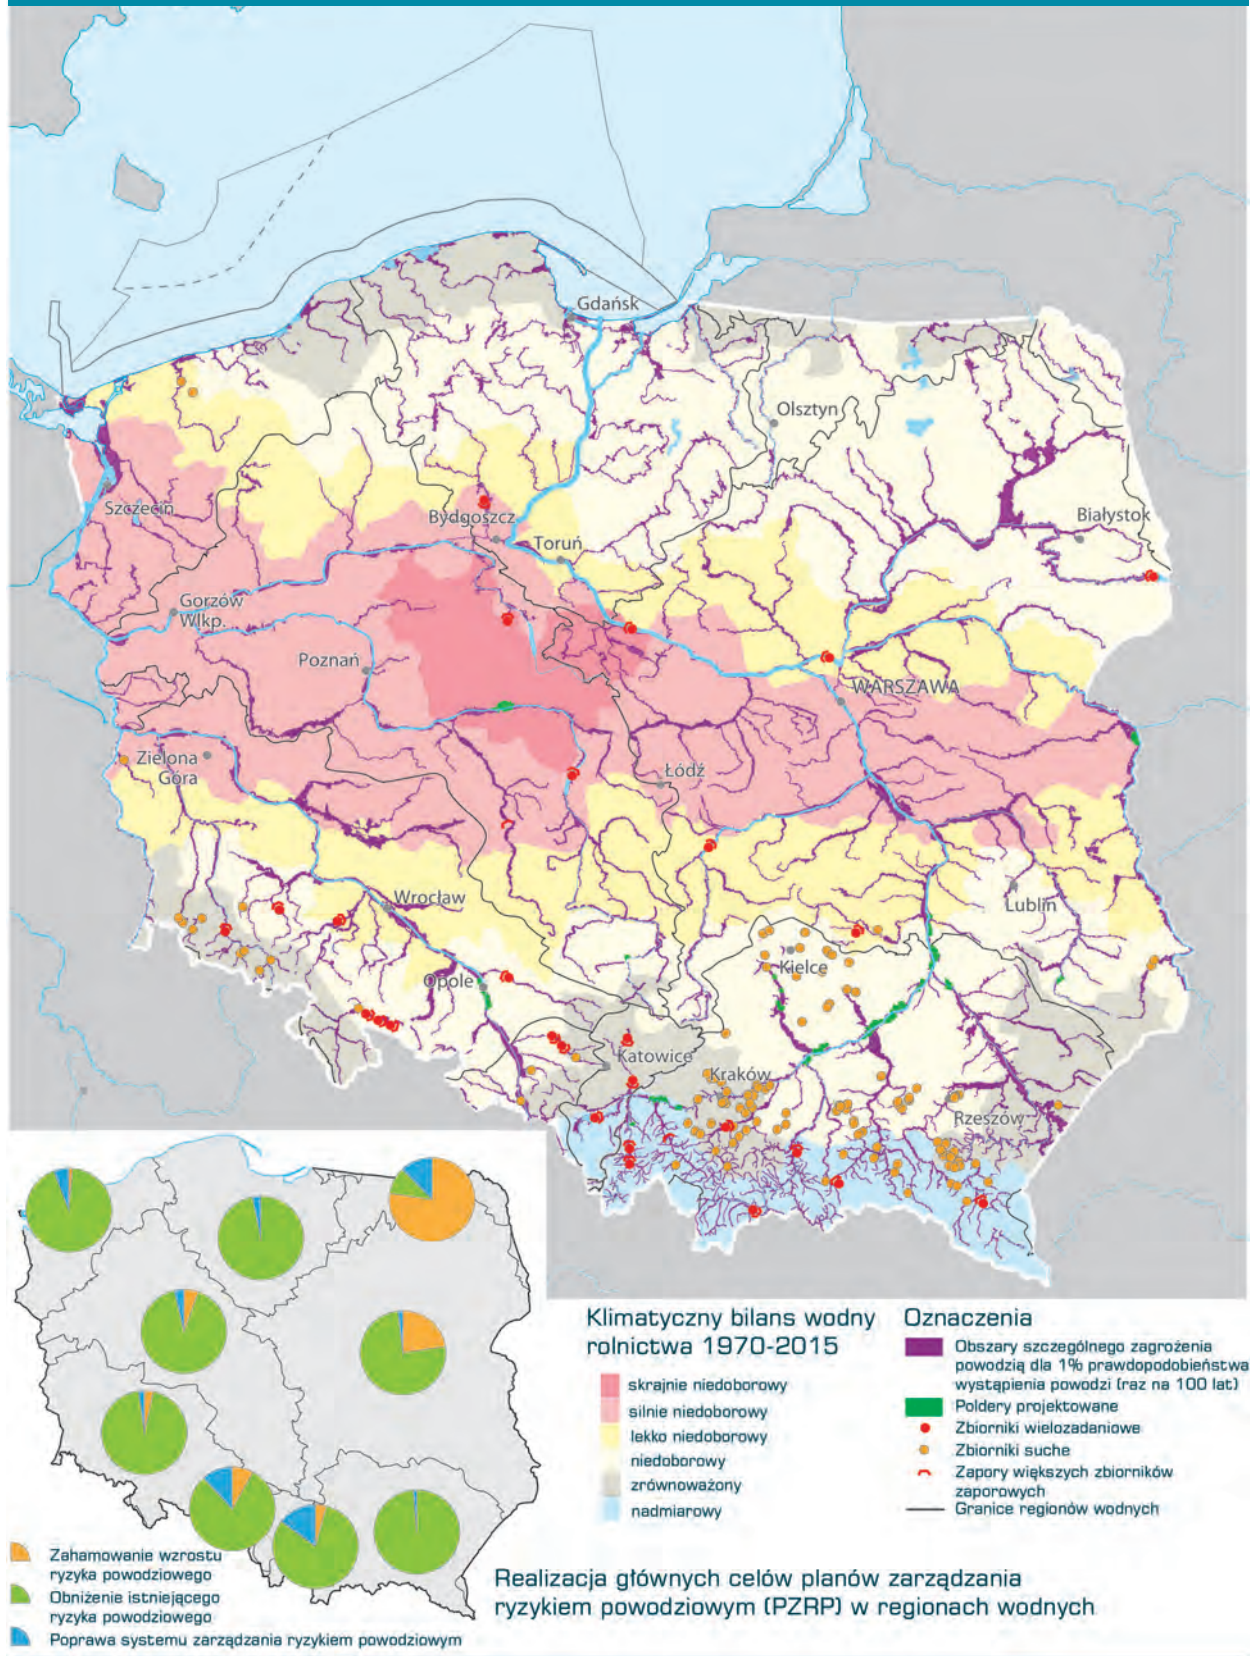 Gdańsk
Olsztyn
Szczecin
Bydgoszcz
Białystok
Toruń
Gorzów
Wlkp.
Poznań
WARSZAWA
Zielona
Góra
Łódź
Wrocław
Lublin
Kielce
Opole
Katowice
Kraków
Rzeszów
Klimatyczny bilans wodny
rolnictwa 1970-2015
skrajnie niedoborowy
silnie niedoborowy
lekko niedoborowy
niedoborowy
zrównoważony
nadmiarowy
Oznaczenia
Obszary szczególnego zagrożenia
powodzią dla 1% prawdopodobieństwa
wystąpienia powodzi (raz na 100 lat)
Poldery projektowane
Zbiorniki wielozadaniowe
Zbiorniki suche
Zapory większych zbiorników
zaporowych
Granice regionów wodnych
Zahamowanie wzrostu
ryzyka powodziowego
Obniżenie istniejącego
ryzyka powodziowego
Poprawa systemu zarządzania ryzykiem powodziowym
Realizacja głównych celów planów zarządzania
ryzykiem powodziowym (PZRP) w regionach wodnych